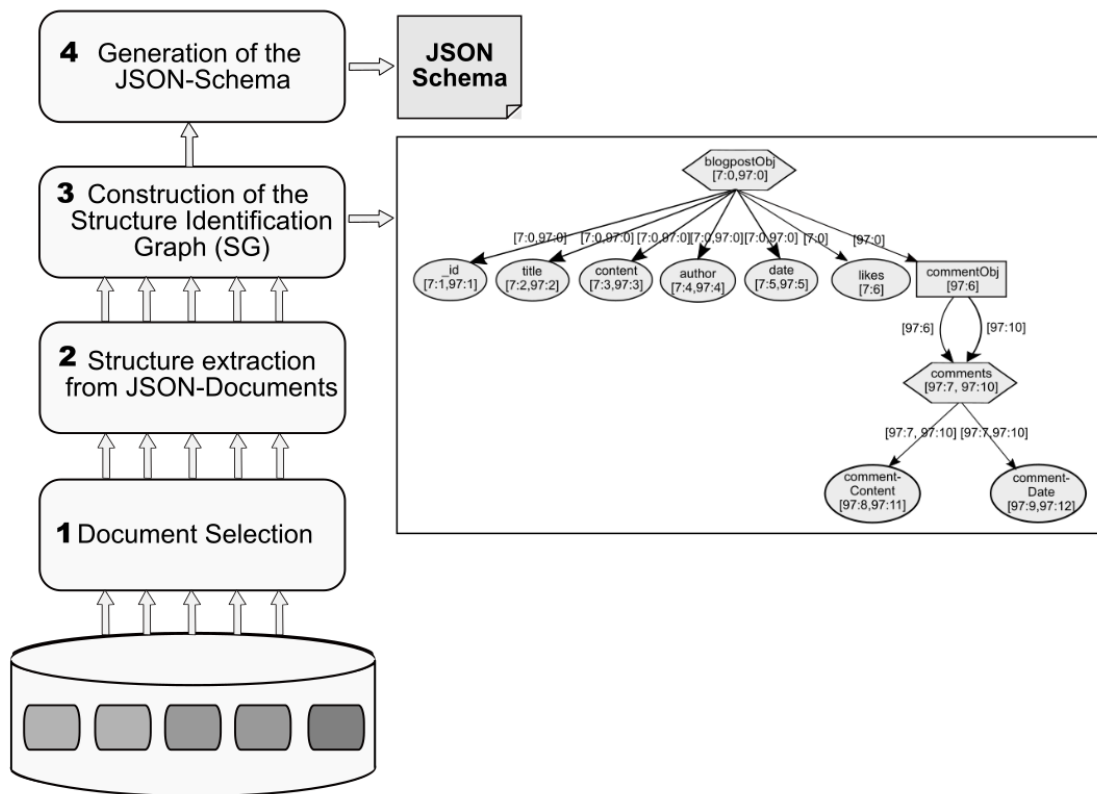 4 Generation of the
JSON-Schema
JSON
Schema
3 Construction of the
Structure Identification
Graph (SG)
2 Structure extraction
from JSON-Documents
1 Document Selection
blogpostObj
[7:0,97:0]
[7:0,97:0]
[7:0,97:0]
[7:0,97:0]
[7:0,97:0]
[7:0,97:0]
[7:0]
[97:0]
_id
[7:1,97:1]
title
[7:2,97:2]
content
[7:3,97:3]
author
[7:4,97:4]
date
[7:5,97:5]
likes
[7:6]
commentObj
[97:6]
[97:6]
[97:10]
comments
[97:7, 97:10]
[97:7, 97:10]
[97:7,97:10]
comment-
Content
[97:8,97:11]
comment-
Date
[97:9,97:12]